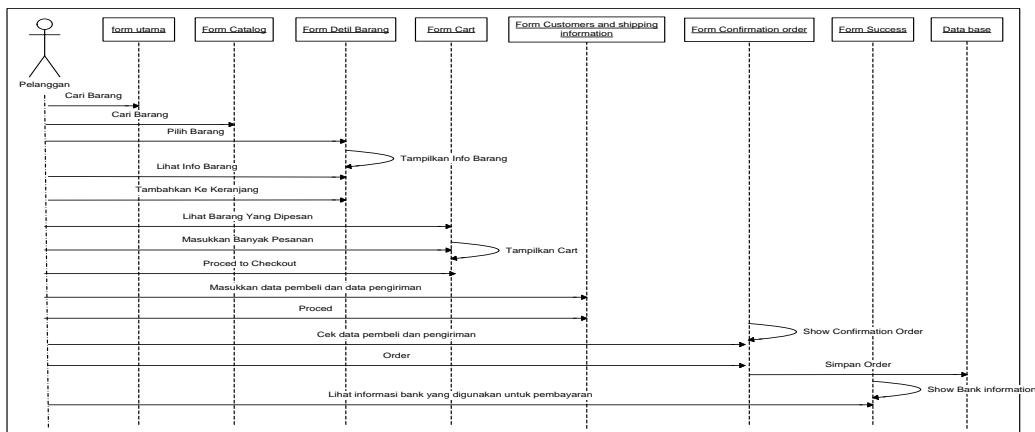 form utama
Form Catalog
Form Detil Barang
Form Cart
Form Customers and shipping
information
Form Confirmation order
Form Success
Data base
Pelanggan
Cari Barang
Cari Barang
Pilih Barang
Tampilkan Info Barang
Lihat Info Barang
Tambahkan Ke Keranjang
Lihat Barang Yang Dipesan
Masukkan Banyak Pesanan
Tampilkan Cart
Proced to Checkout
Masukkan data pembeli dan data pengiriman
Proced
Show Confirmation Order
Cek data pembeli dan pengiriman
Order
Simpan Order
Show Bank information
Lihat informasi bank yang digunakan untuk pembayaran